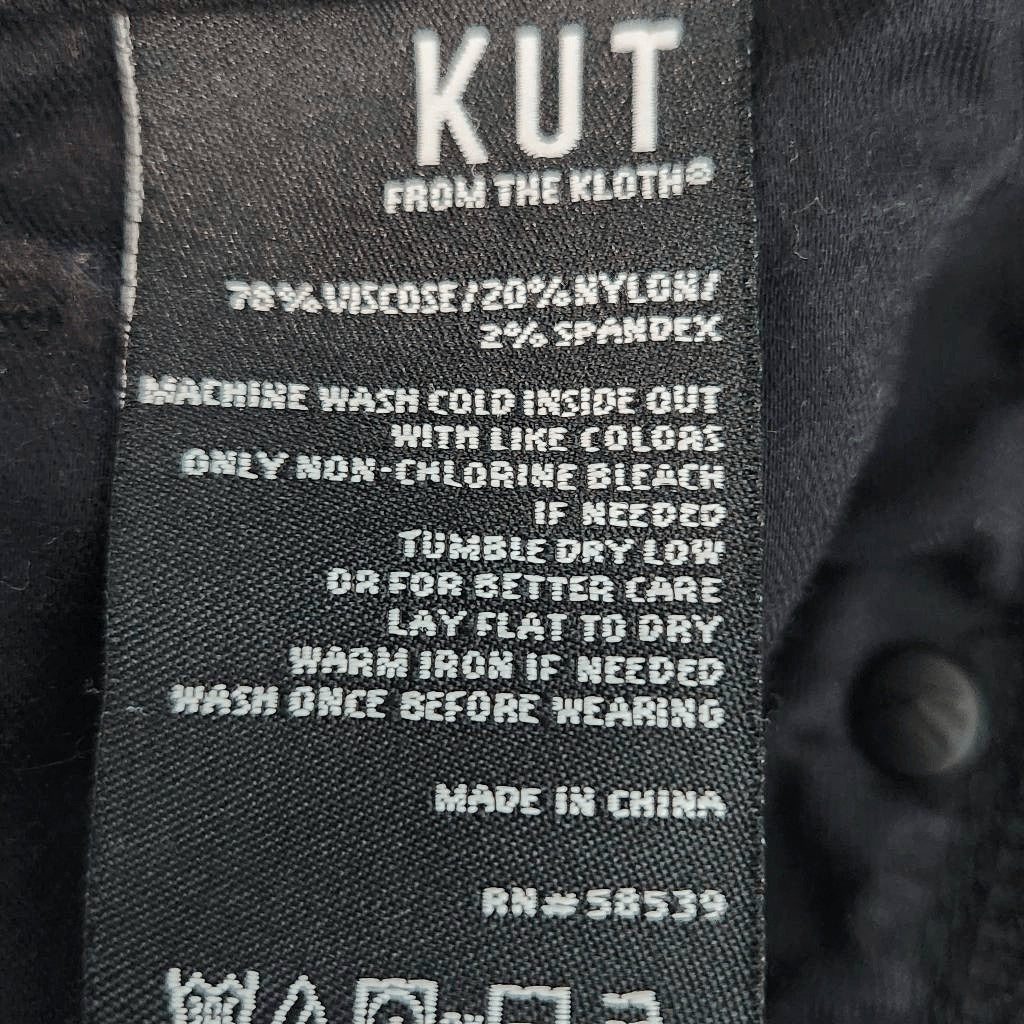 KUT
FROM THE KLOTH®
78%VISCOSE/20%NYLON/
2% SPANDEX
MACHINE WASH COLD INSIDE OUT
WITH LIKE COLORS
ONLY NON-CHLORINE BLEACH
IF NEEDED
TUMBLE DRY LOW
OR FOR BETTER CARE
LAY FLAT TO DRY
WARM IRON IF NEEDED
WASH ONCE BEFORE WEARING
MADE IN CHINA
RN#58539